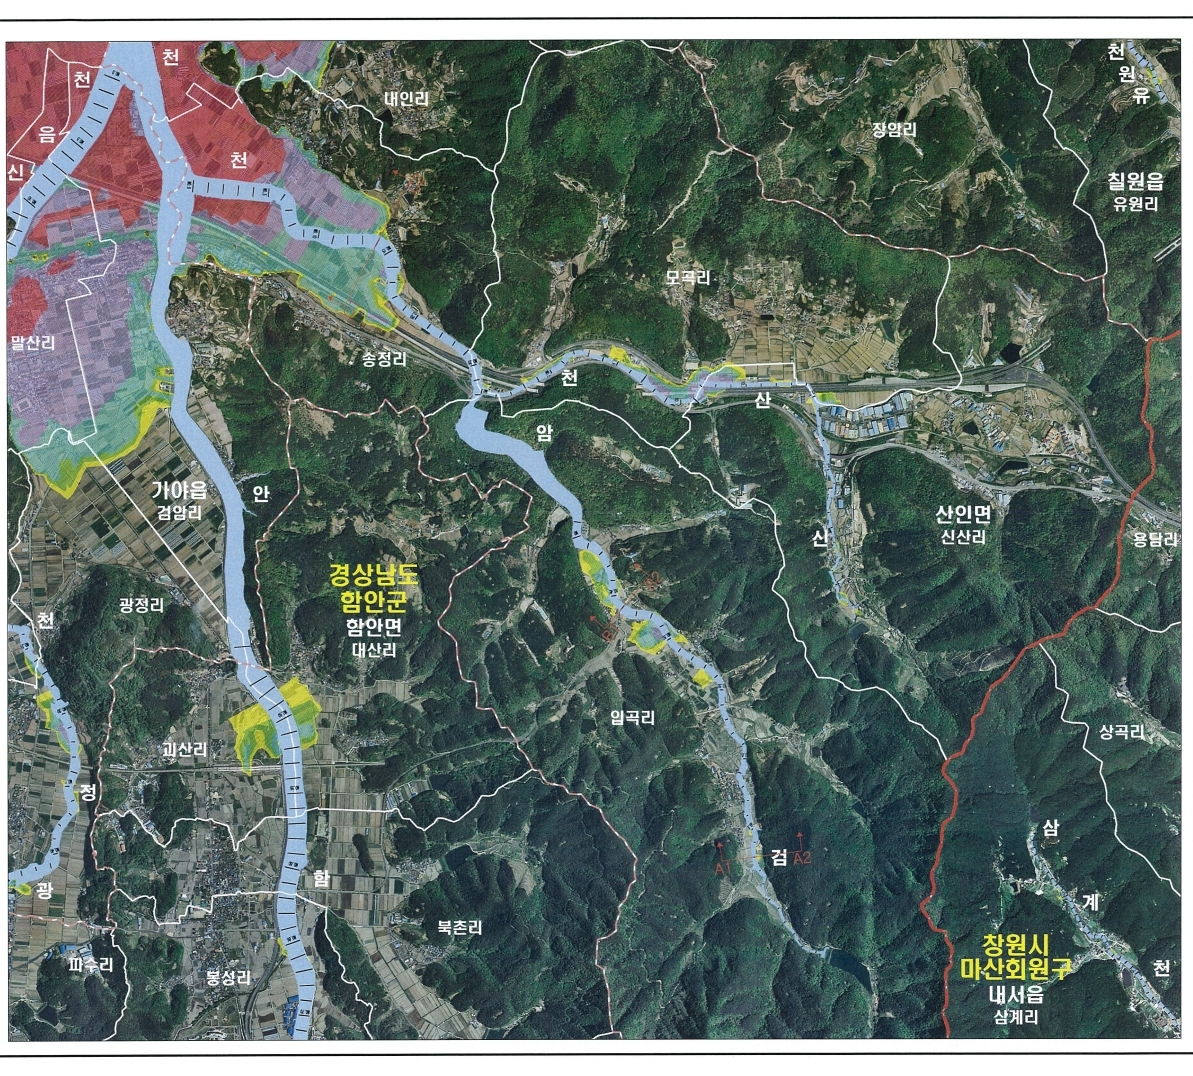 천
천
대인리
천
원
유
장암리
음
천
신
칠원읍
유원리
모곡리
말산리
송정리
천
산
암
가야읍
검암리
안
산인면
신산리
산
용담리
경상남도
함안군
함안면
대산리
광정리
천
입곡리
상곡리
괴산리
정
삼
검
A1
A2
함
광
계
북촌리
창원시
마산회원구
내서읍
삼계리
천
파수리
봉성리